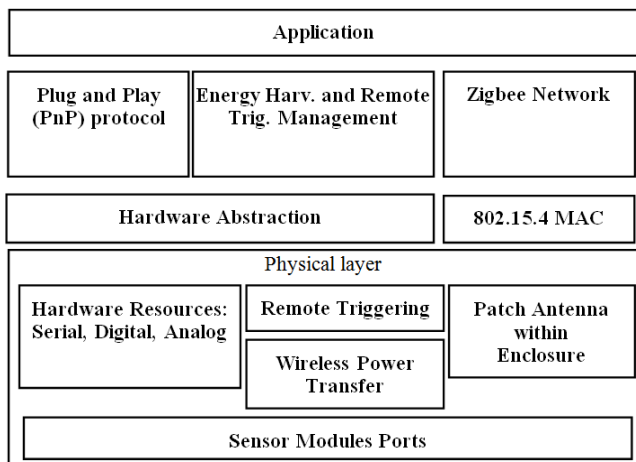 Application
Plug and Play
(PnP) protocol
Energy Harv. and Remote
Trig. Management
Zigbee Network
Hardware Abstraction
802.15.4 MAC
Physical layer
Hardware Resources:
Serial, Digital, Analog
Remote Triggering
Wireless Power
Transfer
Patch Antenna
within
Enclosure
Sensor Modules Ports